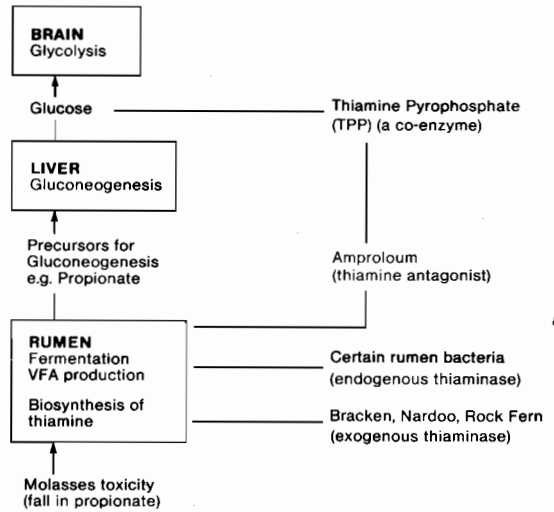 BRAIN
Glycolysis
Glucose
Thiamine Pyrophosphate
(TPP) (a co-enzyme)
LIVER
Gluconeogenesis
Precursors for
Gluconeogenesis
e.g. Propionate
Amproloum
(thiamine antagonist)
RUMEN
Fermentation
VFA production
Biosynthesis of
thiamine
Certain rumen bacteria
(endogenous thiaminase)
Bracken, Nardoo, Rock Fern
(exogenous thiaminase)
Molasses toxicity
(fall in propionate)